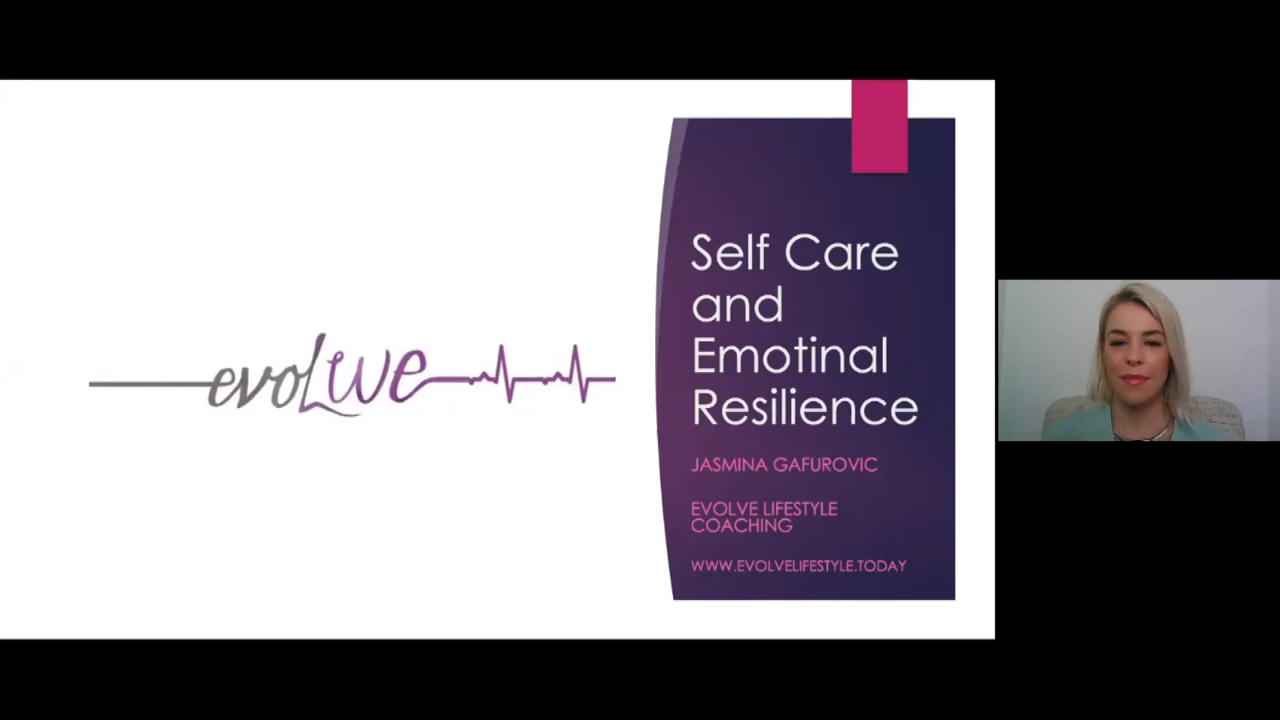 evoLve
Self Care
and
Emotinal
Resilience
JASMINA GAFUROVIC
EVOLVE LIFESTYLE
COACHING
WWW.EVOLVELIFESTYLE.TODAY